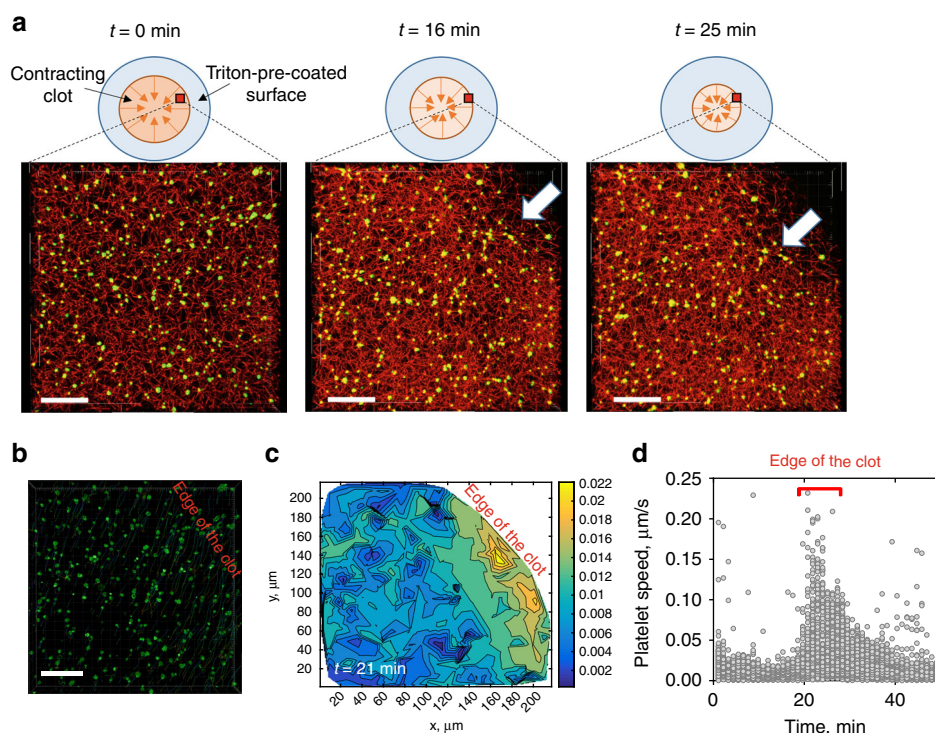 a
t = 0 min
t = 16 min
t = 25 min
Contracting
clot
Triton-pre-coated
surface
b
Edge of the clot
c
200
180
160
140
120
100
80
60
40
20
y, μm
20
40
60
80
100
120
140
160
180
200
x, μm
t = 21 min
Edge of the clot
0.022
0.02
0.018
0.016
0.014
0.012
0.010
0.008
0.006
0.004
0.002
d
Edge of the clot
0.25
0.20
0.15
0.10
0.05
0.00
Platelet speed, μm/s
0
20
40
Time, min